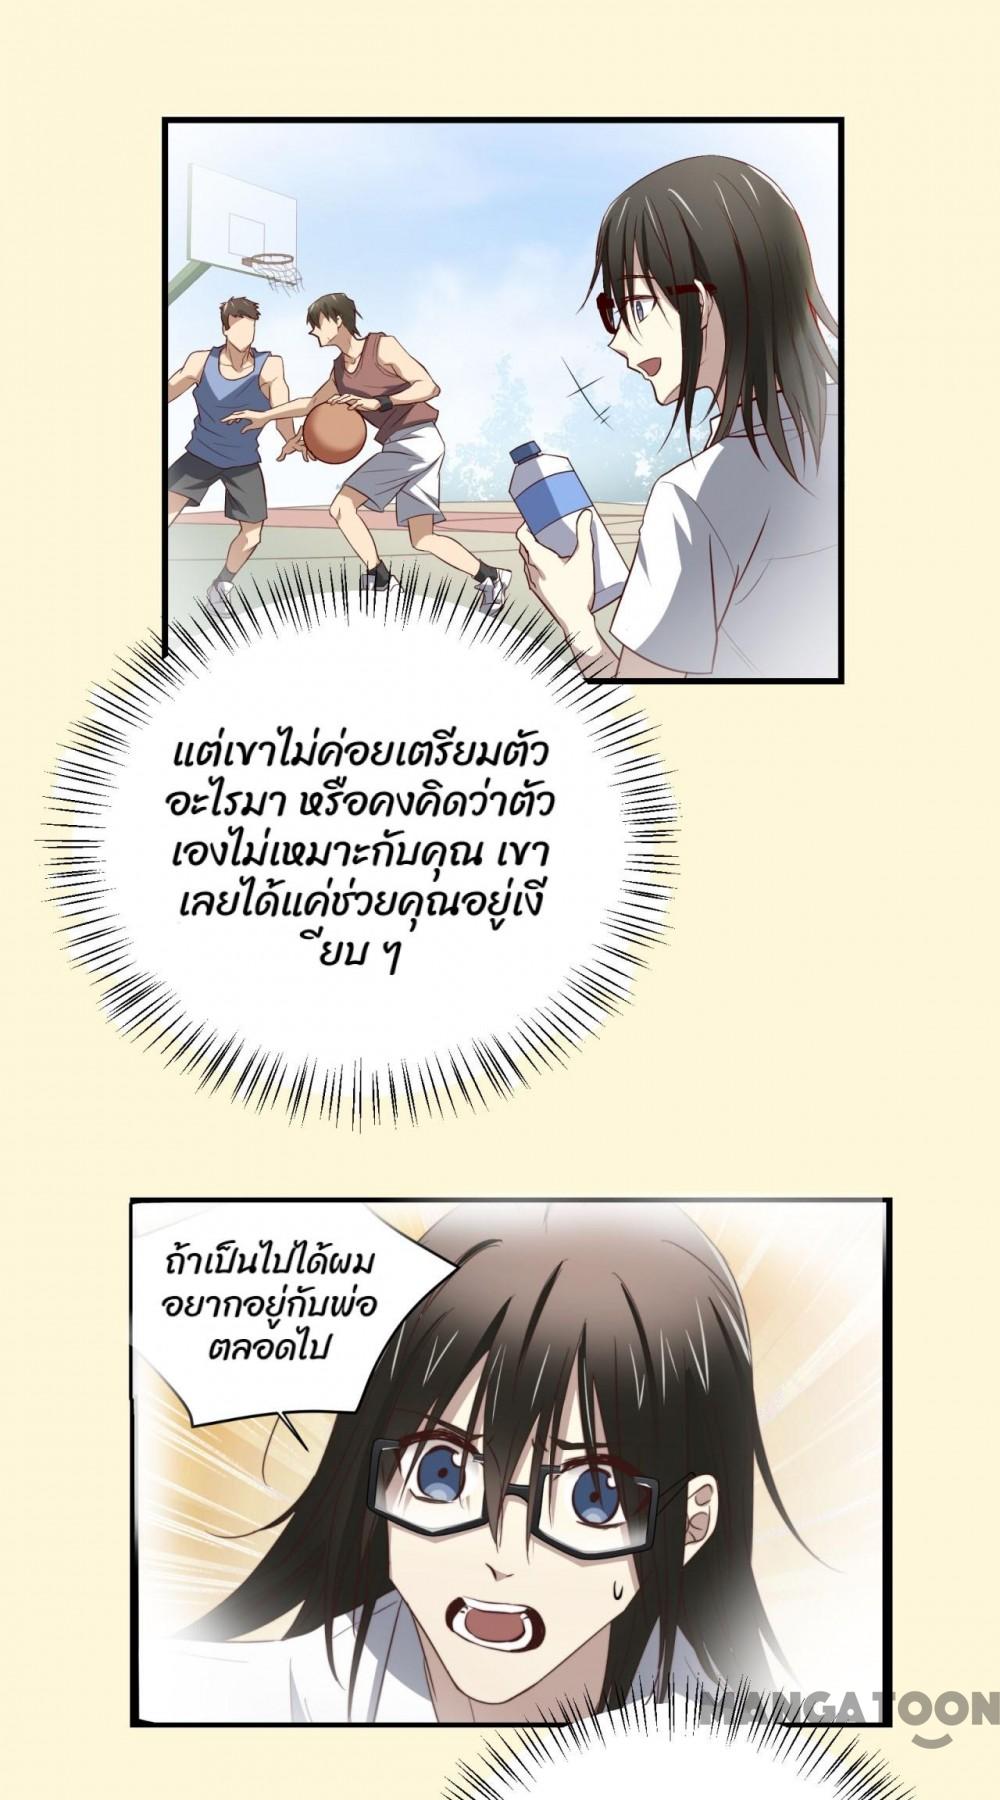 แต่เขาไม่ค่อยเตรียมตัว
อะไรมา หรือคงคิดว่าตัว
เองไม่เหมาะกับคุณ เขา
เลยได้แค่ช่วยคุณอยู่เงี
ียบ ๆ
ถ้าเป็นไปได้ผม
อยากอยู่กับพ่อ
ตลอดไป
MANGATOON